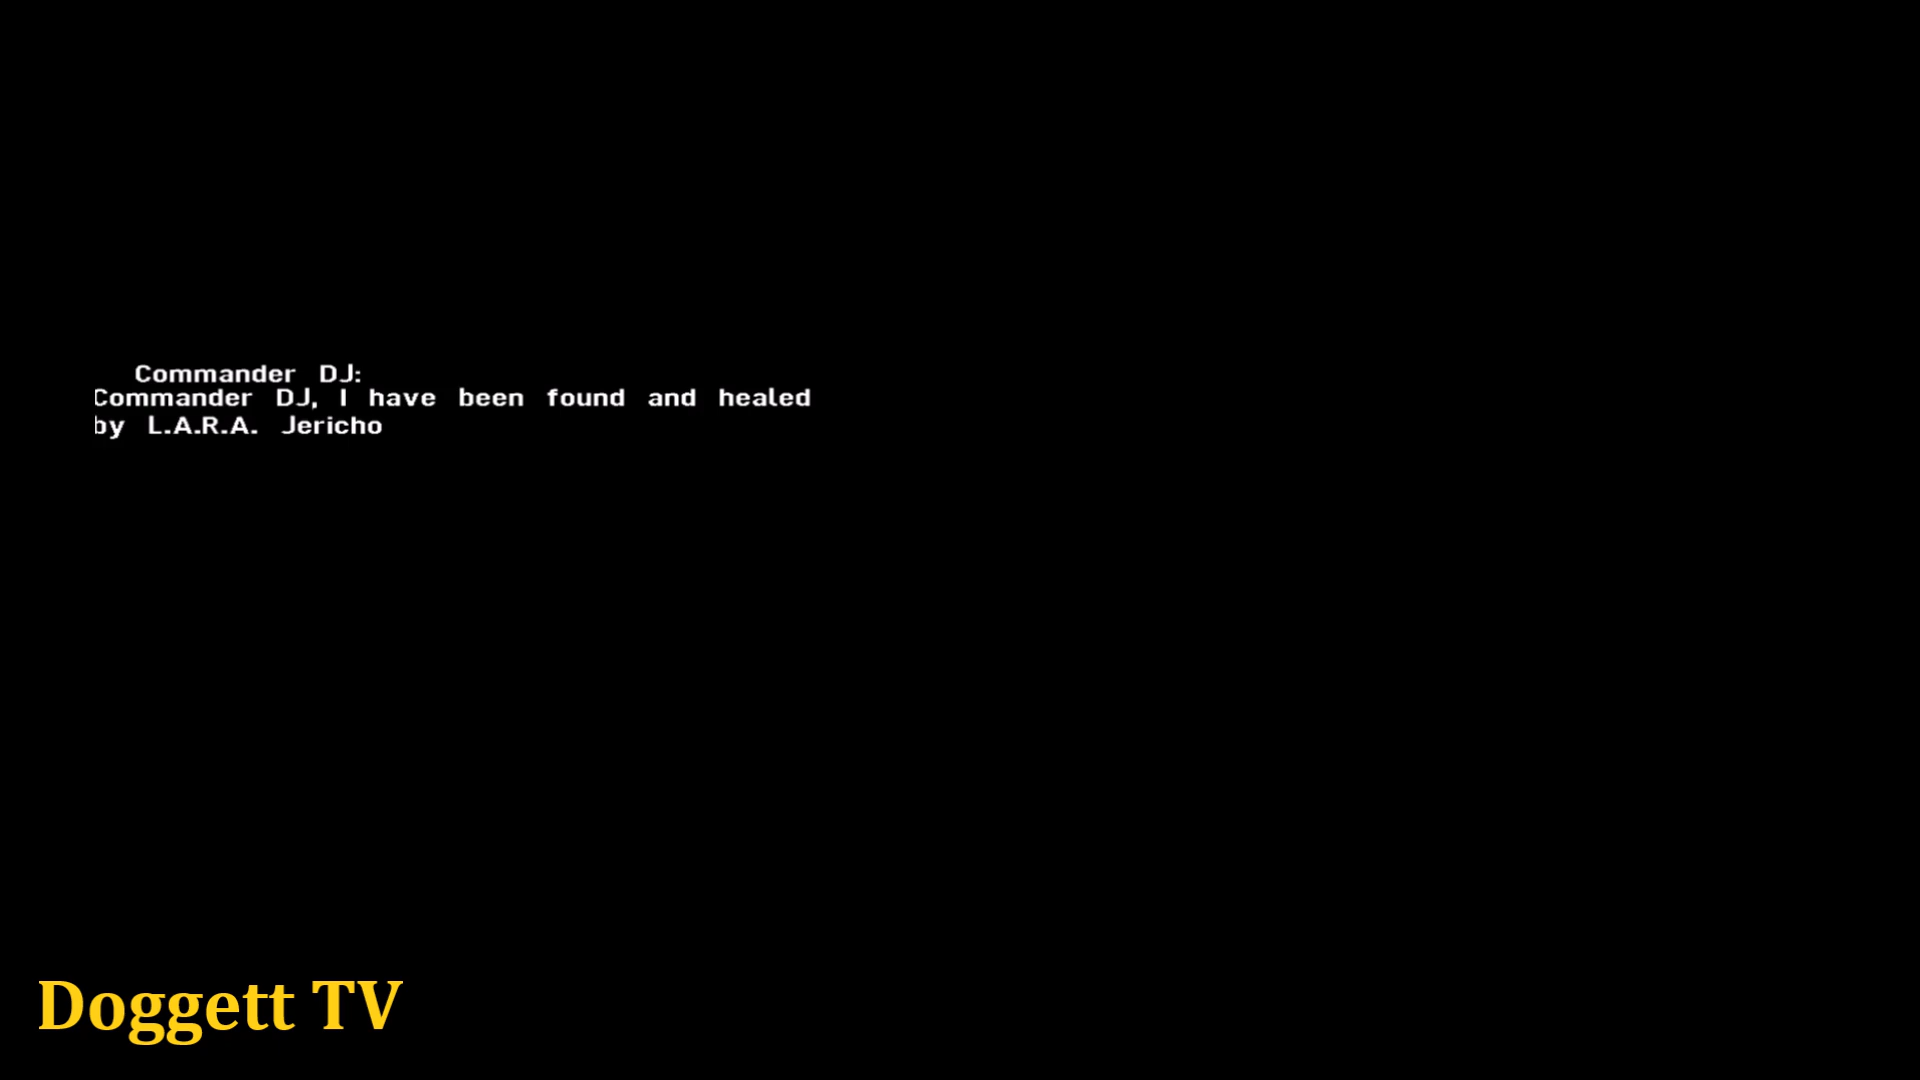 Commander DJ:
Commander DJ, I have been found and healed
by L.A.R.A. Jericho
Doggett TV